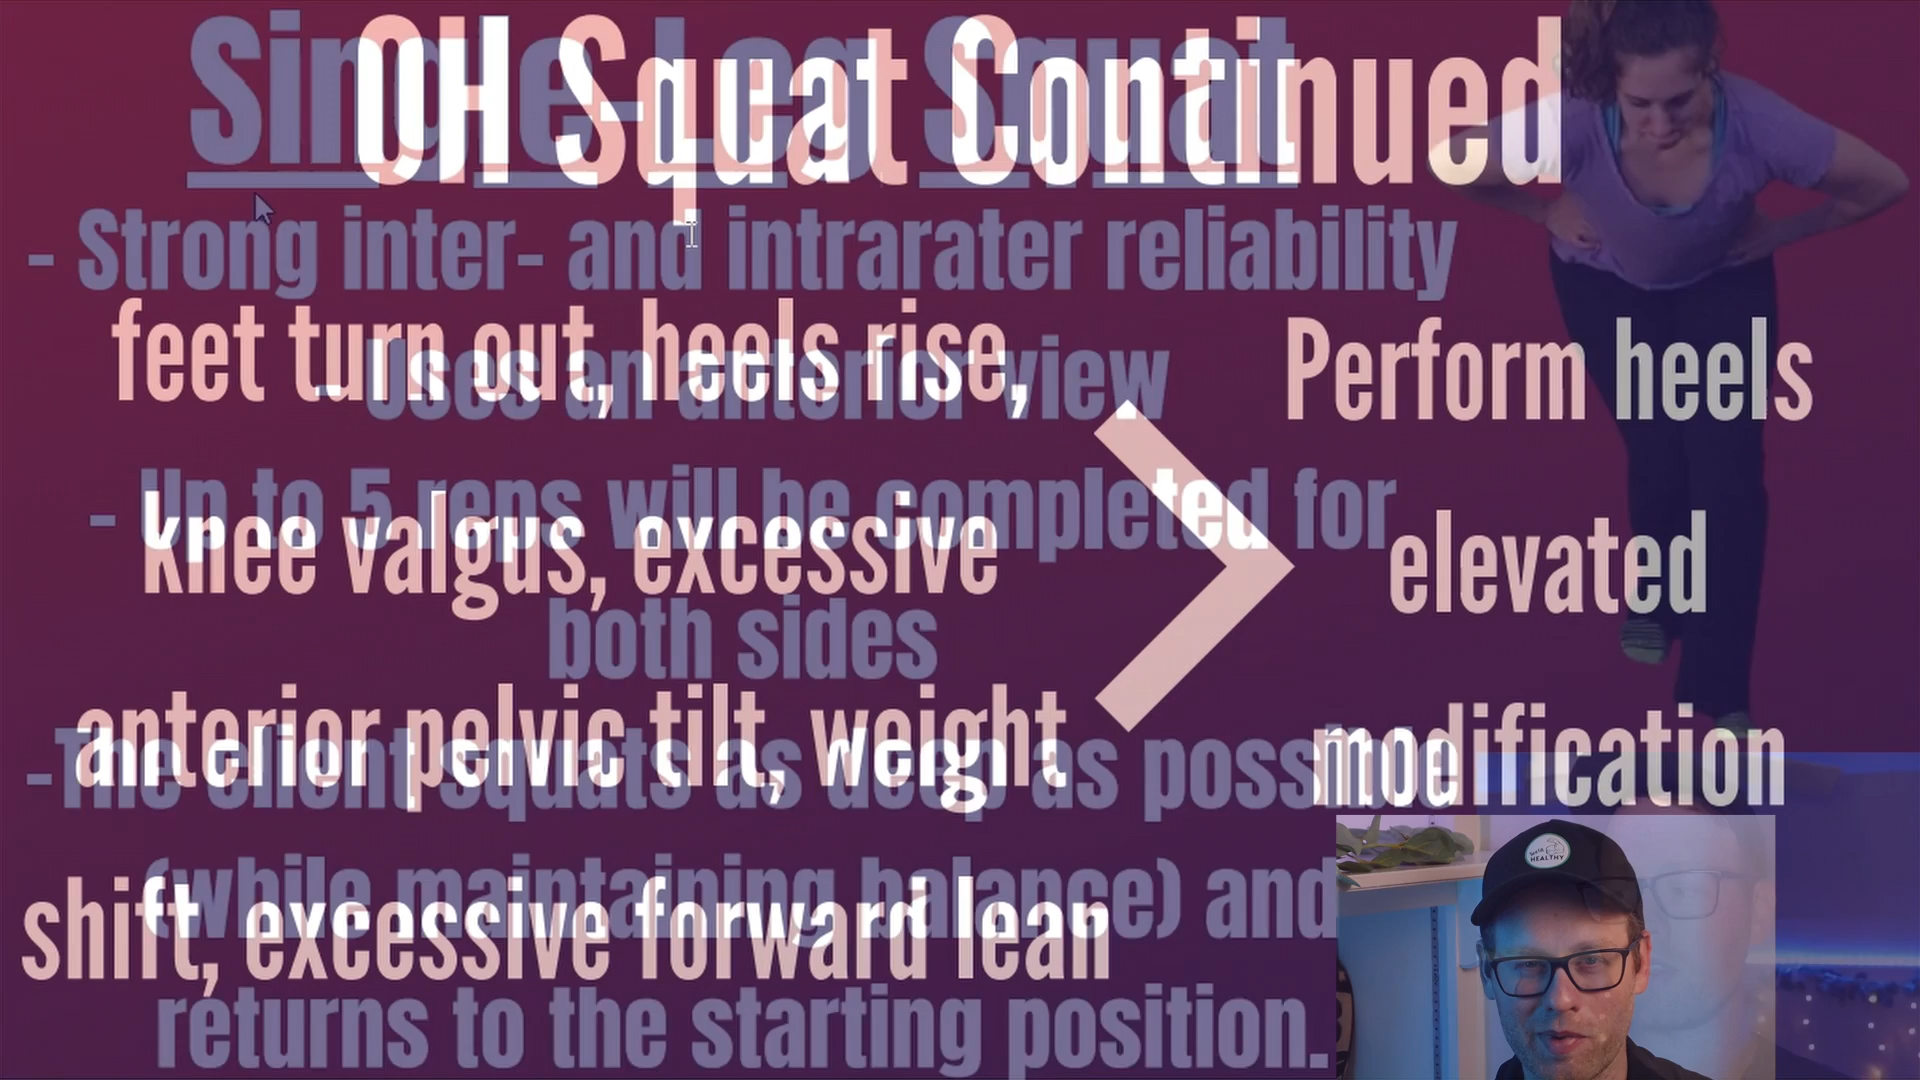 OH Squat Continued
feet turn out, heels rise,
knee valgus, excessive
anterior pelvic tilt, weight
shift, excessive forward lean
Perform heels
elevated
modification
Single-Leg Squat
- Strong inter- and intrarater reliability
- Uses an anterior view
- Up to 5 reps will be completed for
both sides
-The client squats as deep as possible
(while maintaining balance) and
returns to the starting position.
HEALTHY